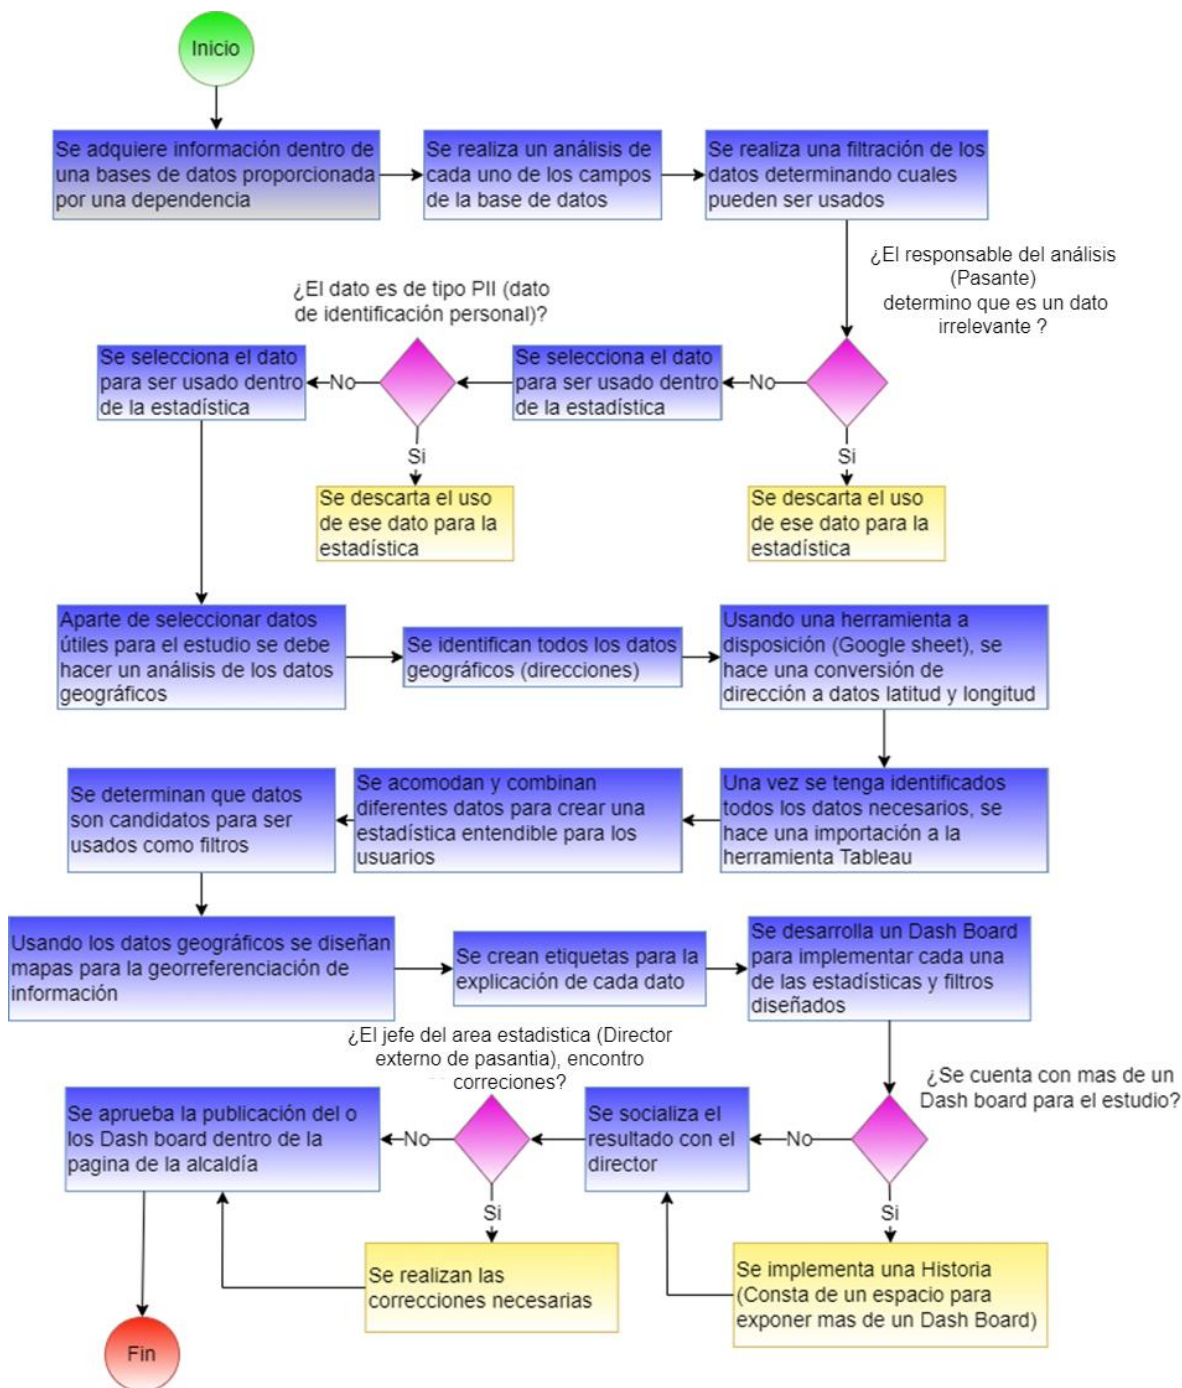 Inicio
Se adquiere información dentro de
una bases de datos proporcionada
por una dependencia
Se realiza un análisis de
cada uno de los campos
de la base de datos
Se realiza una filtración de los
datos determinando cuales
pueden ser usados
¿El responsable del análisis
(Pasante)
determino que es un dato
irrelevante ?
¿El dato es de tipo PII (dato
de identificación personal)?
Se selecciona el dato
para ser usado dentro
de la estadística
No
Se selecciona el dato
para ser usado dentro
de la estadística
No
Si
Si
Se descarta el uso
de ese dato para la
estadística
Se descarta el uso
de ese dato para la
estadística
Aparte de seleccionar datos
útiles para el estudio se debe
hacer un análisis de los datos
geográficos
Se identifican todos los datos
geográficos (direcciones)
Usando una herramienta a
disposición (Google sheet), se
hace una conversión de
dirección a datos latitud y longitud
Una vez se tenga identificados
todos los datos necesarios, se
hace una importación a la
herramienta Tableau
Se acomodan y combinan
diferentes datos para crear una
estadística entendible para los
usuarios
Se determinan que datos
son candidatos para ser
usados como filtros
Usando los datos geográficos se diseñan
mapas para la georreferenciación de
información
Se crean etiquetas para la
explicación de cada dato
Se desarrolla un Dash Board
para implementar cada una
de las estadísticas y filtros
diseñados
¿Se cuenta con mas de un
Dash board para el estudio?
¿El jefe del area estadistica (Director
externo de pasantia), encontro
correciones?
No
Se socializa el
resultado con el
director
No
Se aprueba la publicación del o
los Dash board dentro de la
pagina de la alcaldía
Si
Si
Se implementa una Historia
(Consta de un espacio para
exponer mas de un Dash Board)
Se realizan las
correcciones necesarias
Fin